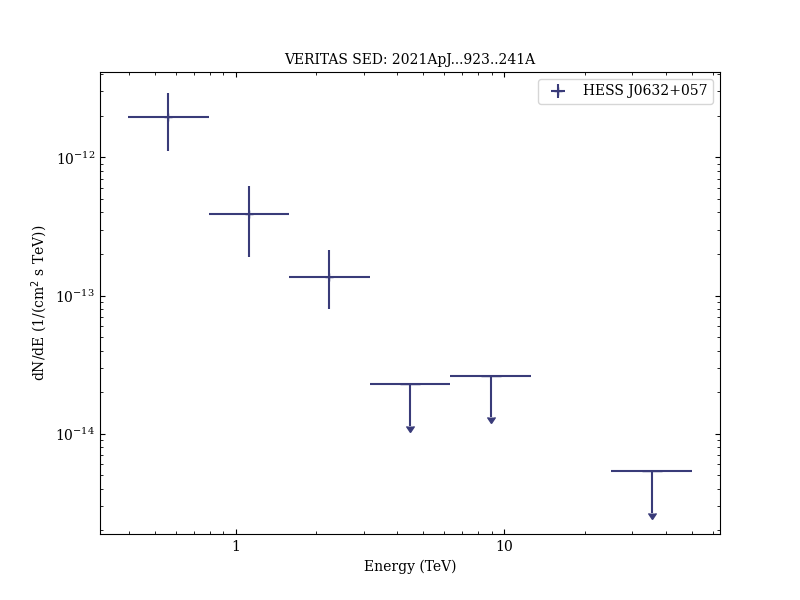 VERITAS SED: 2021ApJ...923..241A
HESS J0632+057
10⁻¹²
10⁻¹³
10⁻¹⁴
dN/dE (1/(cm² s TeV))
1
10
Energy (TeV)